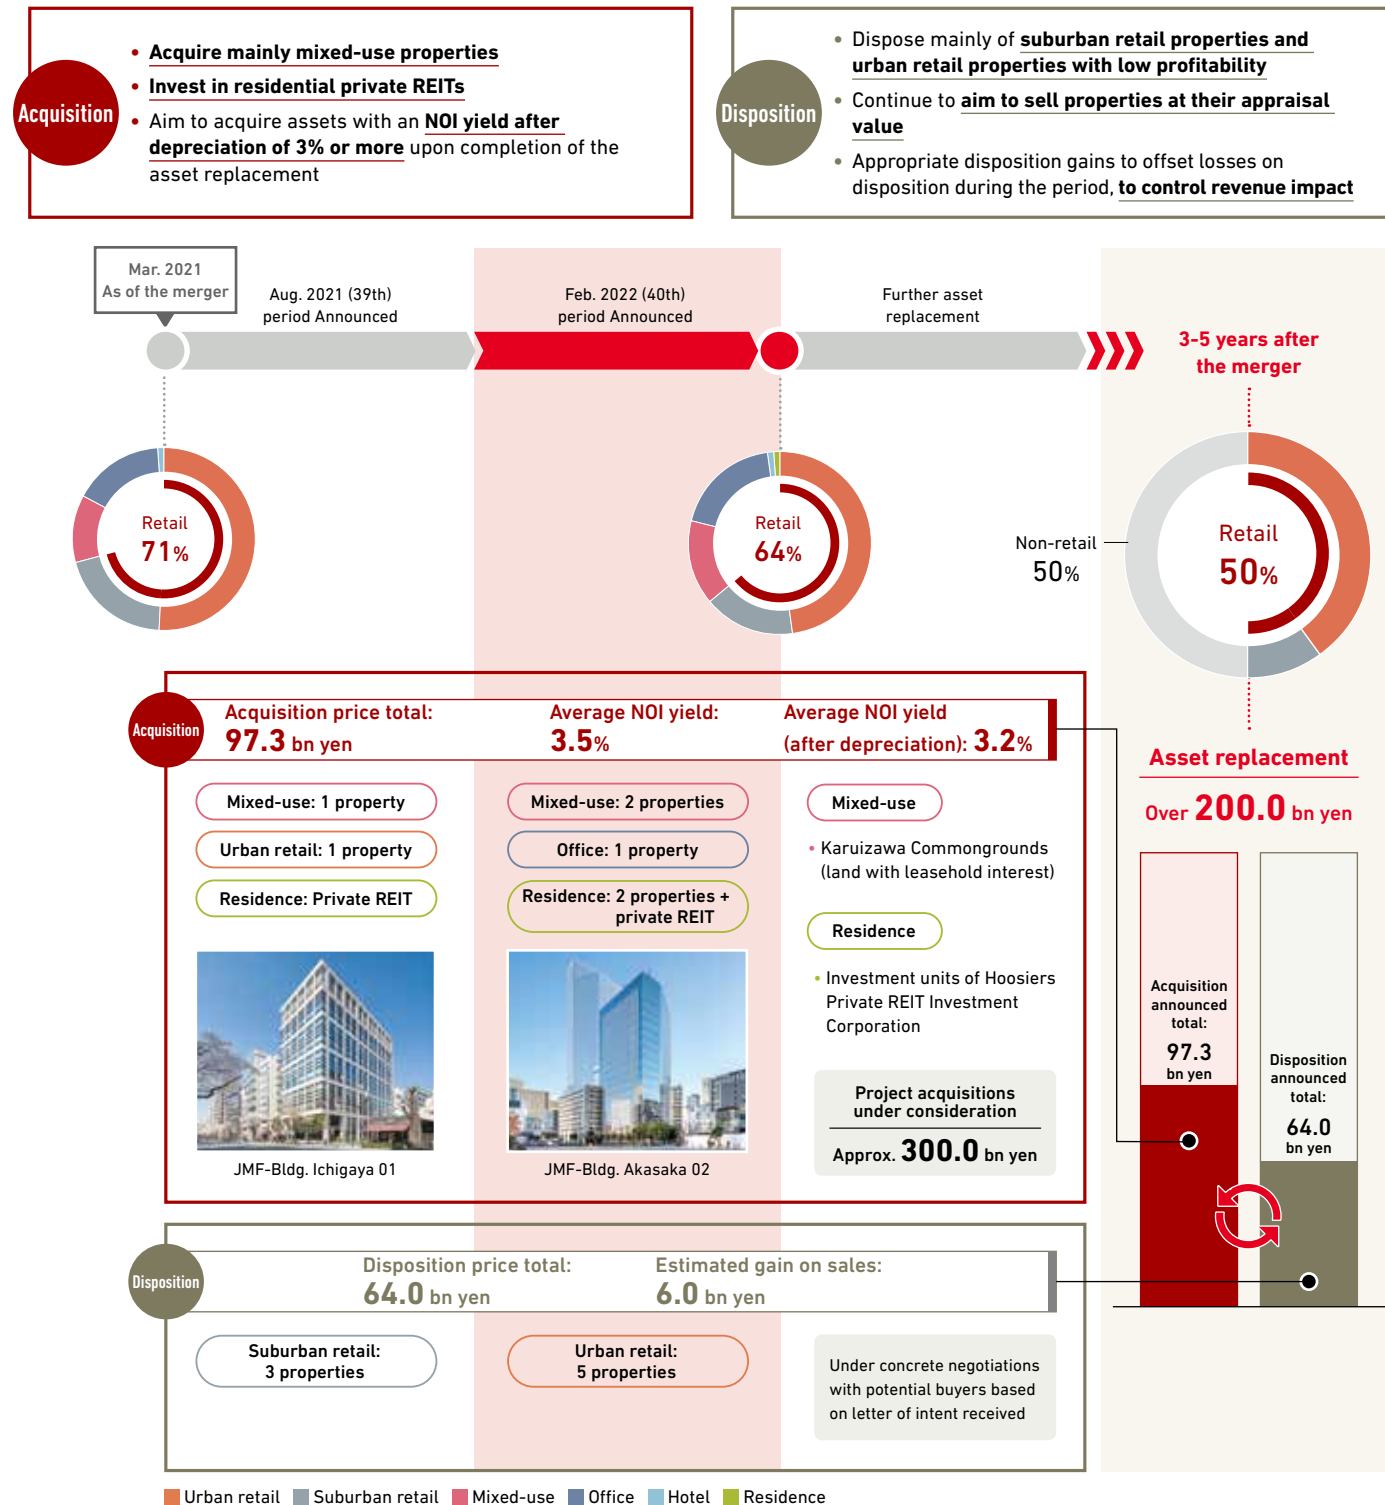 Acquisition
• Acquire mainly mixed-use properties
• Invest in residential private REITs
• Aim to acquire assets with an NOI yield after
depreciation of 3% or more upon completion of the
asset replacement
Disposition
• Dispose mainly of suburban retail properties and
urban retail properties with low profitability
• Continue to aim to sell properties at their appraisal
value
• Appropriate disposition gains to offset losses on
disposition during the period, to control revenue impact
Mar. 2021
As of the merger
Aug. 2021 (39th)
period Announced
Feb. 2022 (40th)
period Announced
Further asset
replacement
3-5 years after
the merger
Retail
71%
Retail
64%
Non-retail
50%
Retail
50%
Acquisition
Acquisition price total:
97.3 bn yen
Average NOI yield:
3.5%
Average NOI yield
(after depreciation): 3.2%
Mixed-use: 1 property
Urban retail: 1 property
Residence: Private REIT
JMF-Bldg. Ichigaya 01
Mixed-use: 2 properties
Office: 1 property
Residence: 2 properties +
private REIT
JMF-Bldg. Akasaka 02
Mixed-use
• Karuizawa Commongrounds
(land with leasehold interest)
Residence
• Investment units of Hoosiers
Private REIT Investment
Corporation
Project acquisitions
under consideration
Approx. 300.0 bn yen
Asset replacement
Over 200.0 bn yen
Acquisition
announced
total:
97.3
bn yen
Disposition
announced
total:
64.0
bn yen
Disposition
Disposition price total:
64.0 bn yen
Estimated gain on sales:
6.0 bn yen
Suburban retail:
3 properties
Urban retail:
5 properties
Under concrete negotiations
with potential buyers based
on letter of intent received
Urban retail Suburban retail Mixed-use Office Hotel Residence